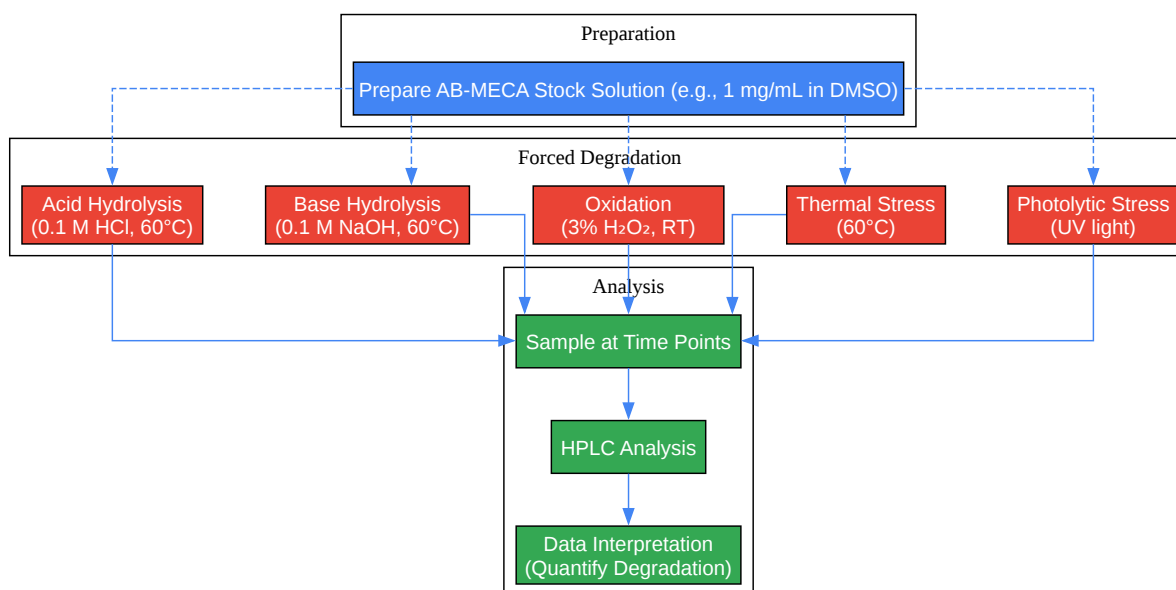 Preparation
Prepare AB-MECA Stock Solution (e.g., 1 mg/mL in DMSO)
Forced Degradation
Acid Hydrolysis
(0.1 M HCl, 60°C)
Base Hydrolysis
(0.1 M NaOH, 60°C)
Oxidation
(3% H₂O₂, RT)
Thermal Stress
(60°C)
Photolytic Stress
(UV light)
Analysis
Sample at Time Points
HPLC Analysis
Data Interpretation
(Quantify Degradation)